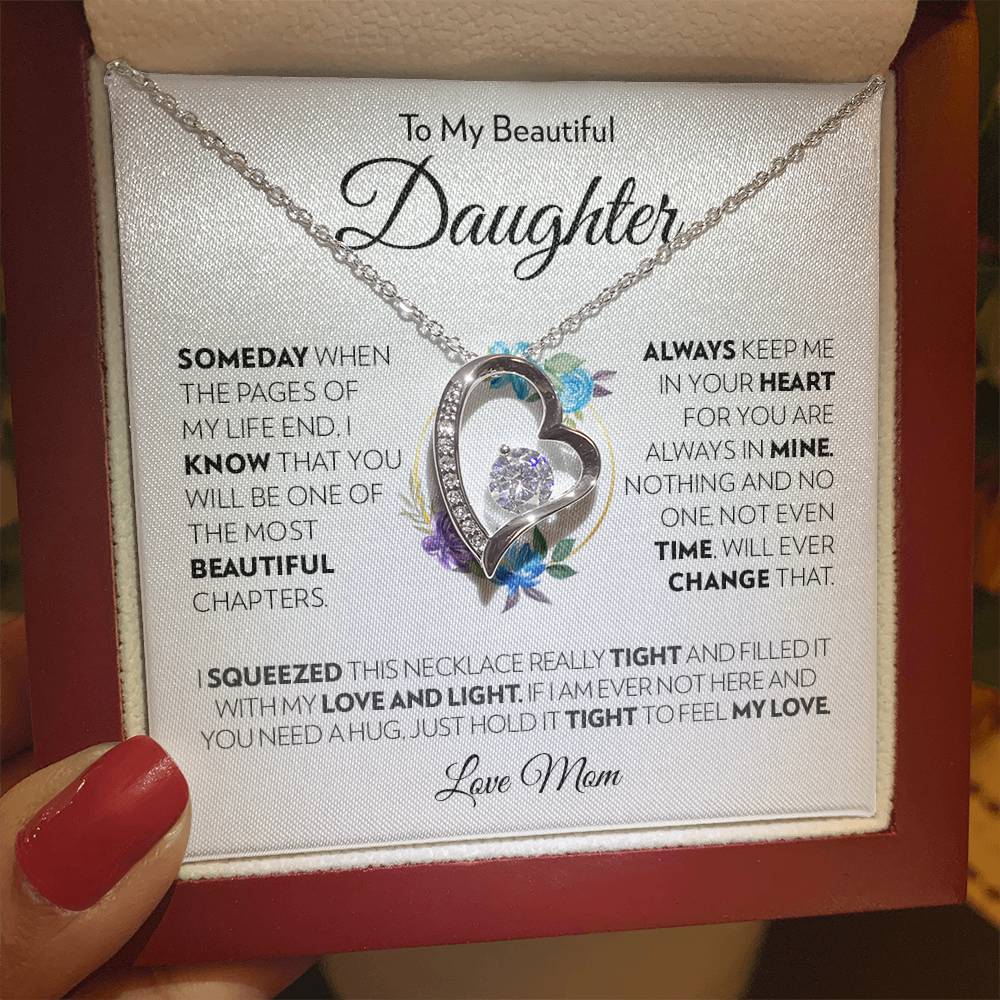 To My Beautiful
Daughter
SOMEDAY WHEN
THE PAGES OF
MY LIFE END, I
KNOW THAT YOU
WILL BE ONE OF
THE MOST
BEAUTIFUL
CHAPTERS.
ALWAYS KEEP ME
IN YOUR HEART
FOR YOU ARE
ALWAYS IN MINE.
NOTHING AND NO
ONE, NOT EVEN
TIME, WILL EVER
CHANGE THAT.
I SQUEEZED THIS NECKLACE REALLY TIGHT AND FILLED IT
WITH MY LOVE AND LIGHT. IF I AM EVER NOT HERE AND
YOU NEED A HUG, JUST HOLD IT TIGHT TO FEEL MY LOVE.
Love Mom